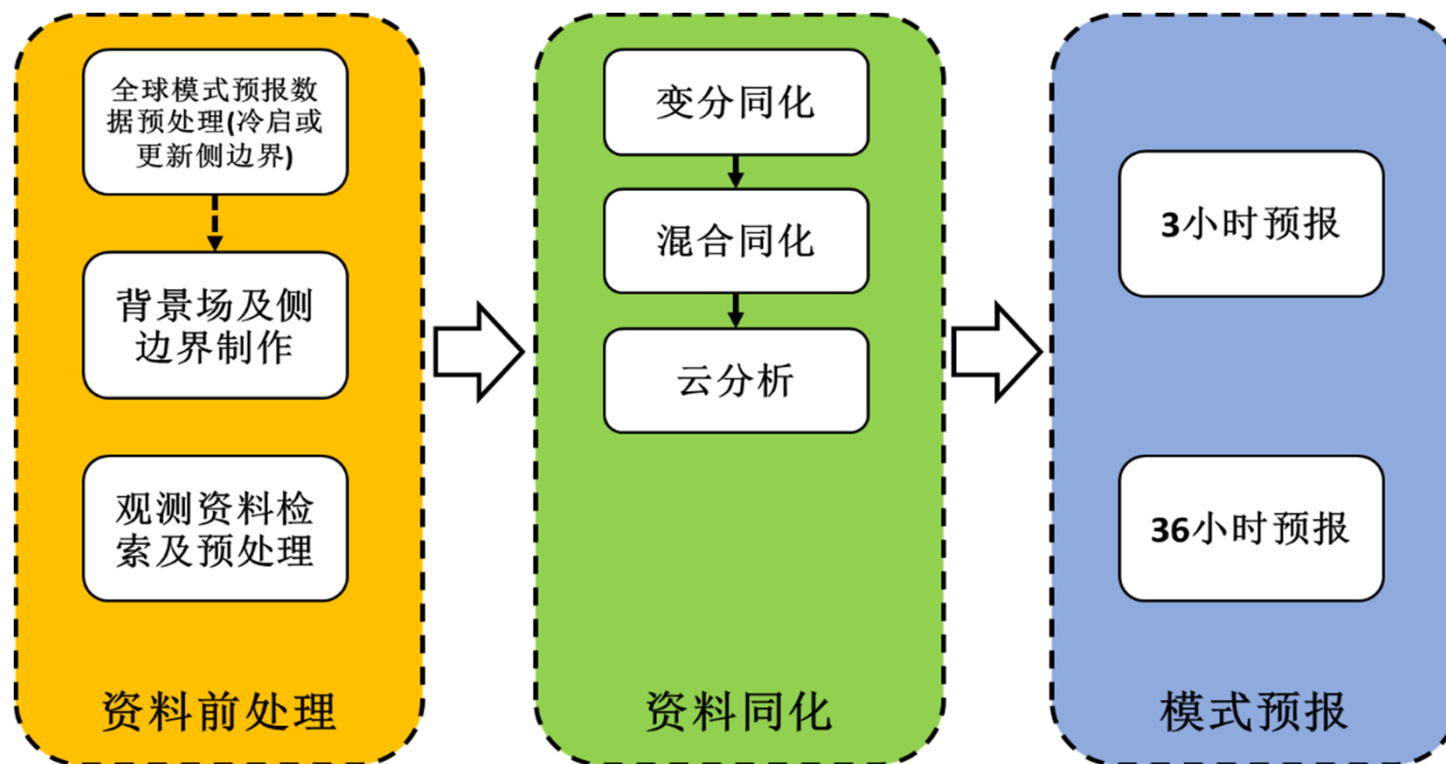 全球模式预报数
据预处理(冷启或
更新侧边界)
背景场及侧
边界制作
观测资料检
索及预处理
资料前处理
变分同化
混合同化
云分析
资料同化
3小时预报
36小时预报
模式预报